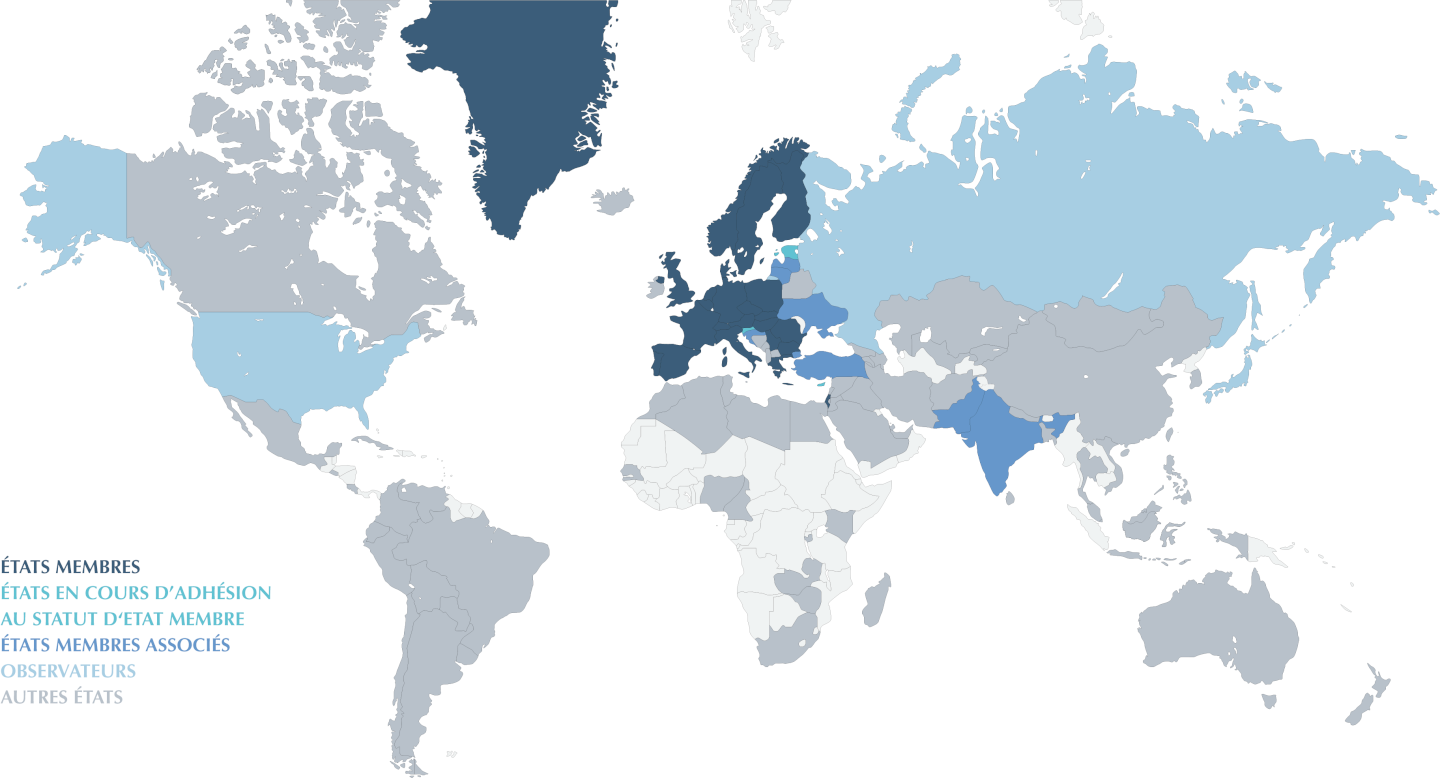 ÉTATS MEMBRES
ÉTATS EN COURS D’ADHÉSION
AU STATUT D‘ETAT MEMBRE
ÉTATS MEMBRES ASSOCIÉS
OBSERVATEURS
AUTRES ÉTATS